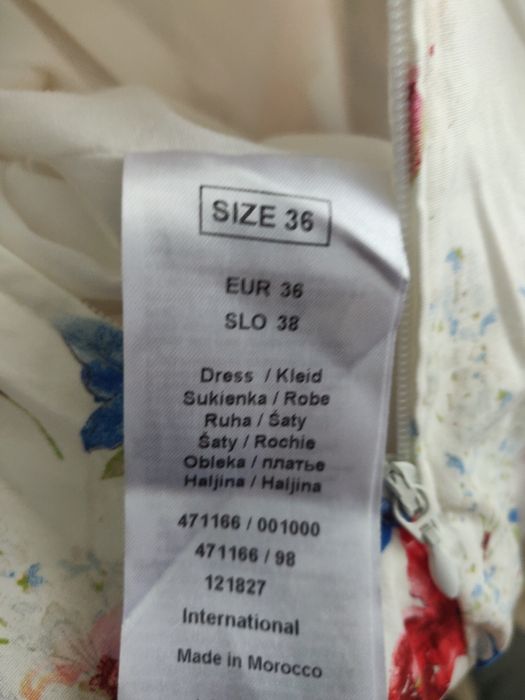 SIZE 36
EUR 36
SLO 38
Dress / Kleid
Sukienka / Robe
Ruha / Šaty
Šaty / Rochie
Obleka / платье
Haljina / Haljina
471166 / 001000
471166 / 98
121827
International
Made in Morocco